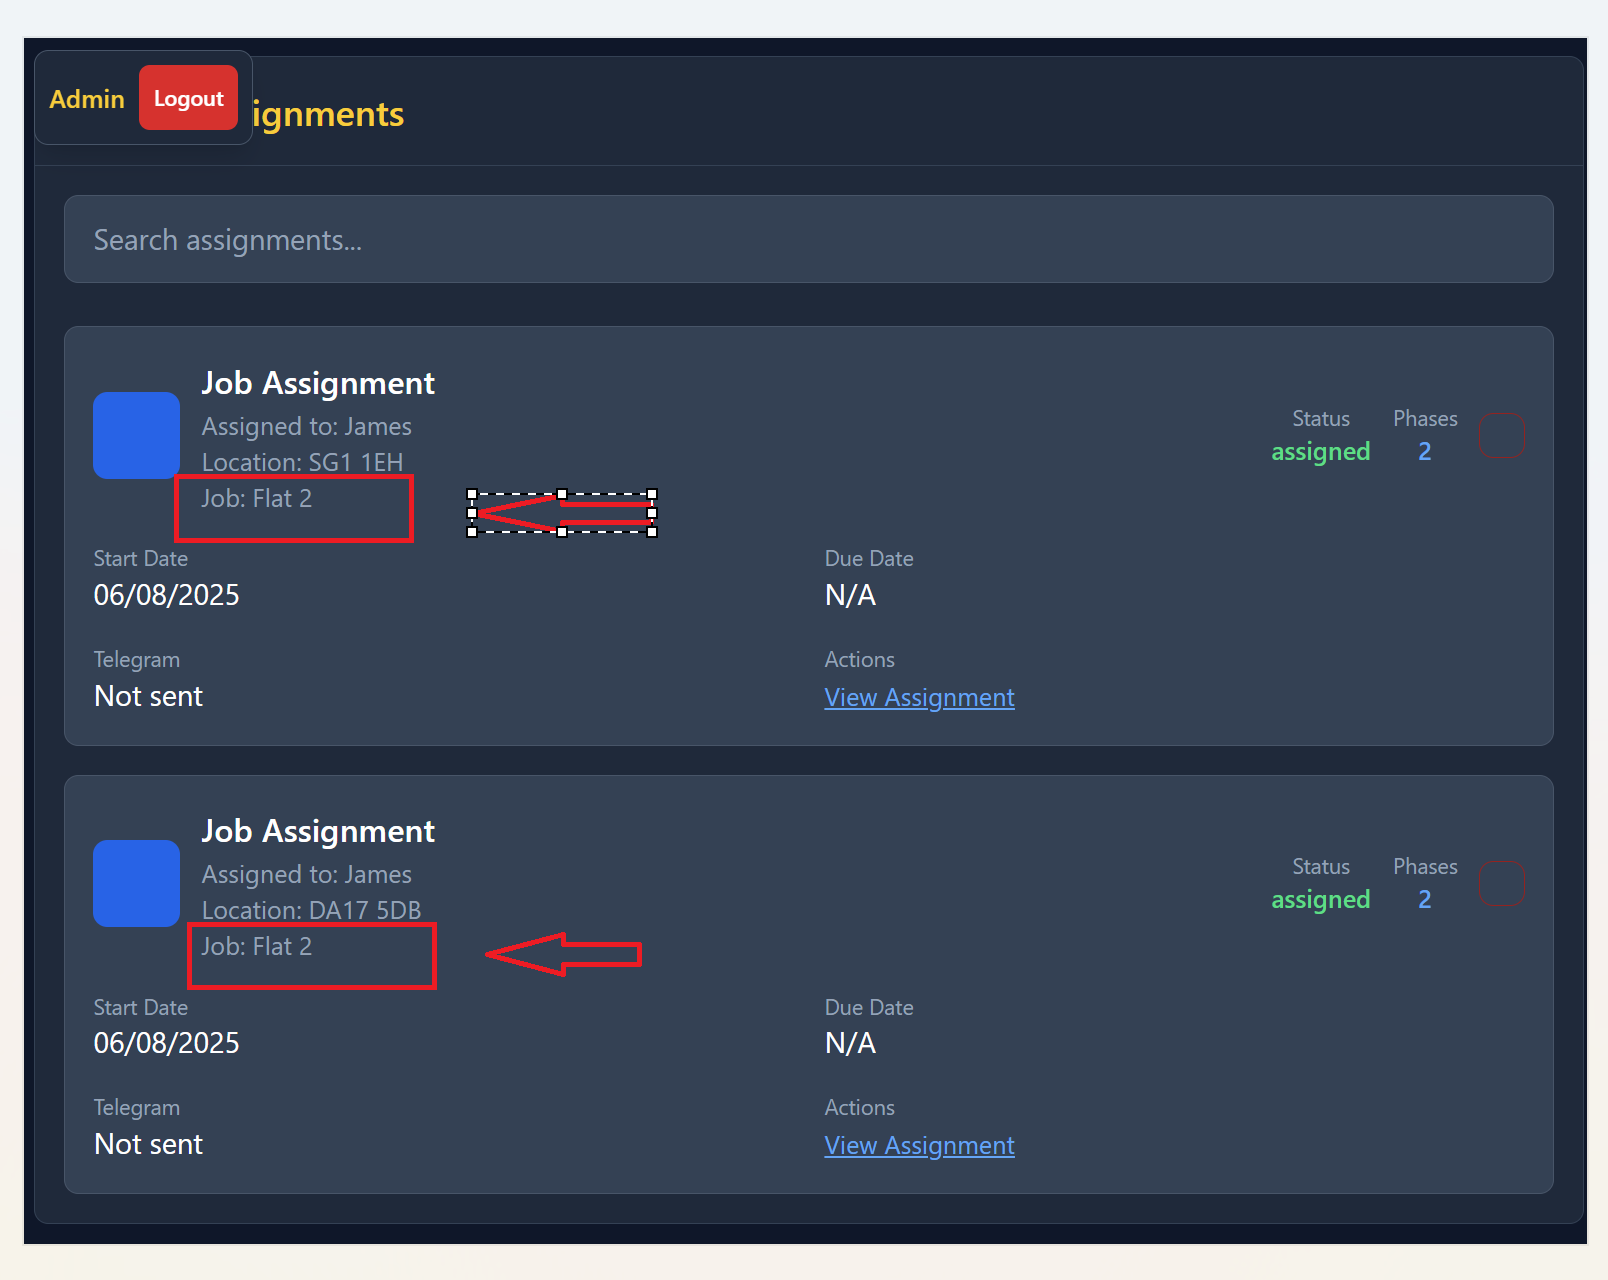 Admin
Logout
ignments
Search assignments...
Job Assignment
Assigned to: James
Location: SG1 1EH
Job: Flat 2
Status
assigned
Phases
2
Start Date
06/08/2025
Due Date
N/A
Telegram
Not sent
Actions
View Assignment
Job Assignment
Assigned to: James
Location: DA17 5DB
Job: Flat 2
Status
assigned
Phases
2
Start Date
06/08/2025
Due Date
N/A
Telegram
Not sent
Actions
View Assignment